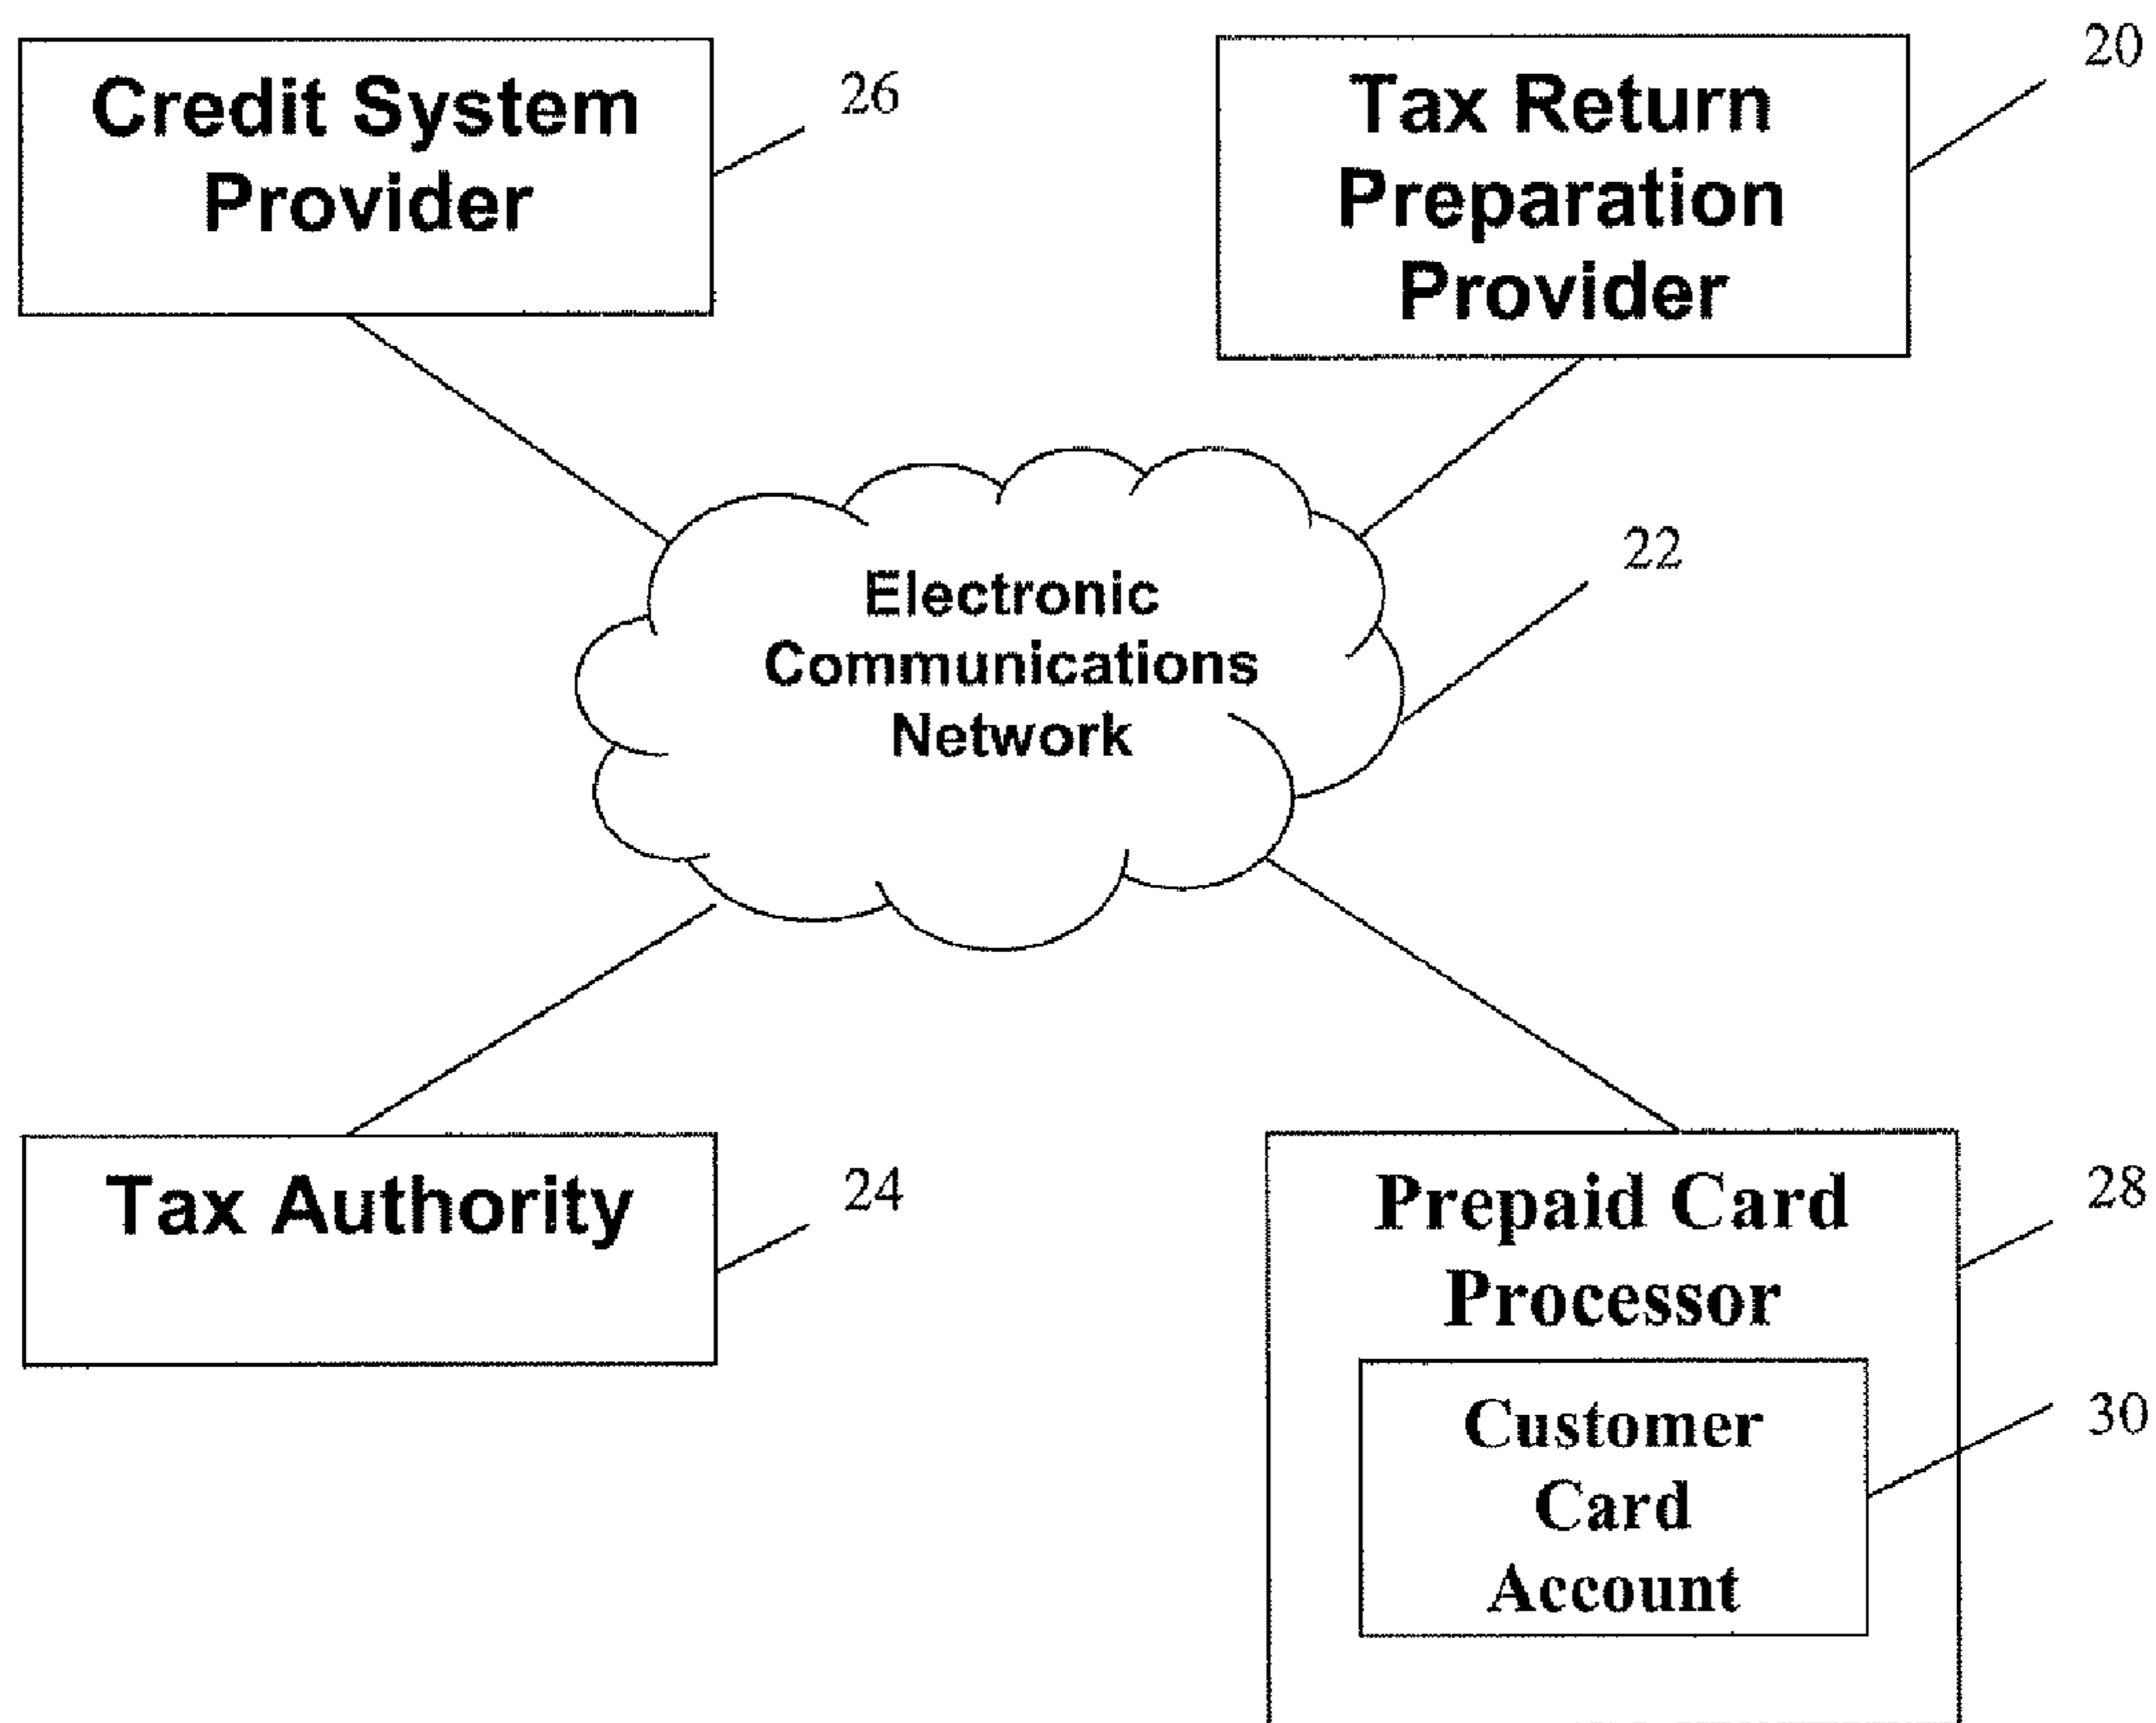 Credit System
Provider
26
Tax Return
Preparation
Provider
20
Electronic
Communications
Network
22
Tax Authority
24
Prepaid Card
Processor
28
Customer
Card
Account
30